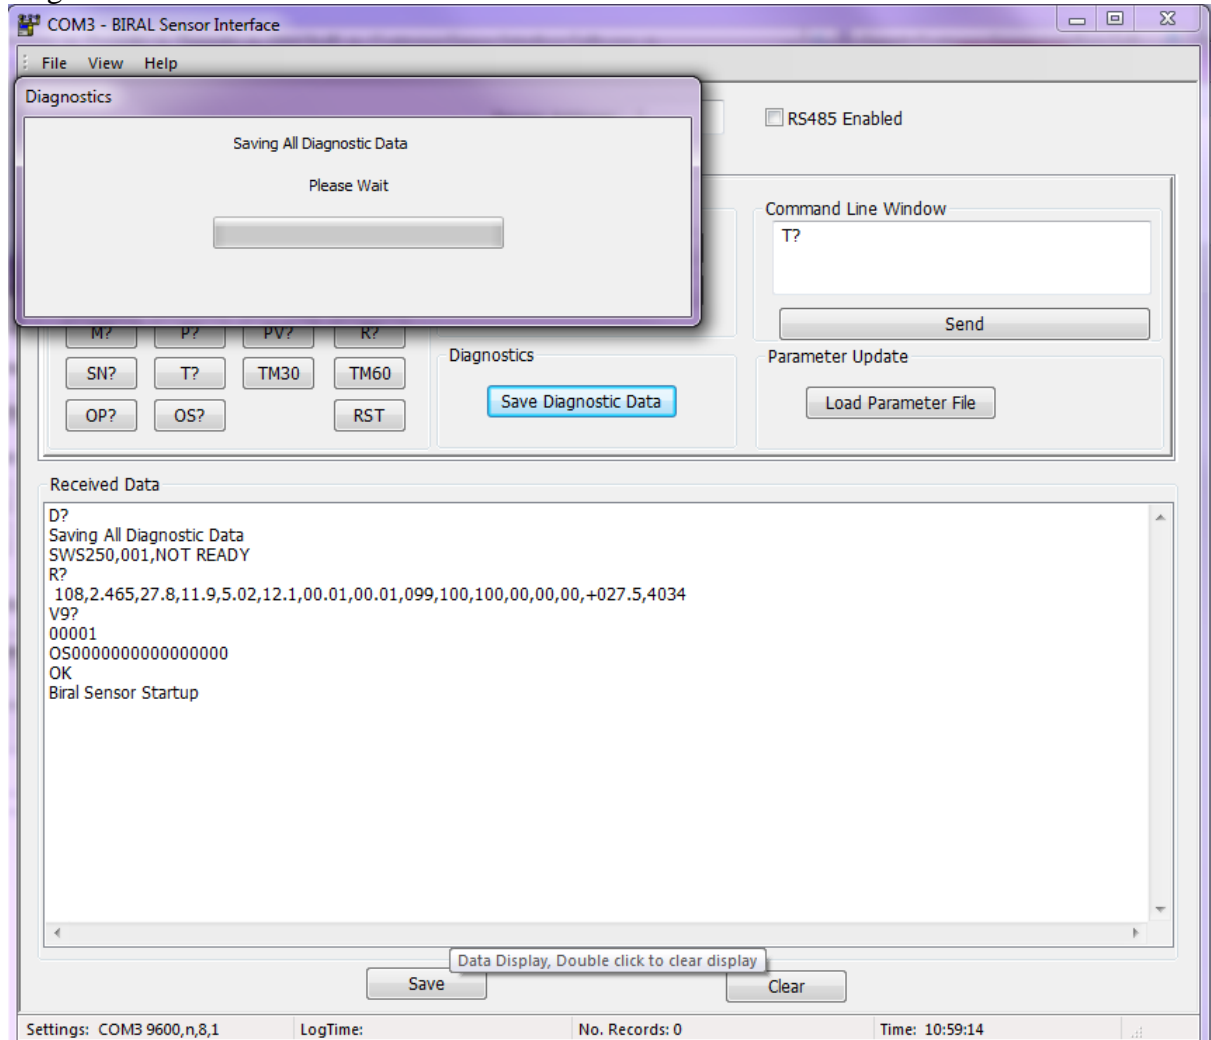 COM3 - BIRAL Sensor Interface
File View Help
Diagnostics
Saving All Diagnostic Data
Please Wait
RS485 Enabled
Command Line Window
T?
Send
M? P? PV? R?
SN? T? TM30 TM60
OP? OS? RST
Diagnostics
Save Diagnostic Data
Parameter Update
Load Parameter File
Received Data
D?
Saving All Diagnostic Data
SWS250,001,NOT READY
R?
108,2.465,27.8,11.9,5.02,12.1,00.01,00.01,099,100,100,00,00,00,+027.5,4034
V9?
00001
OS0000000000000000
OK
Biral Sensor Startup
Data Display, Double click to clear display
Save Clear
Settings: COM3 9600,n,8,1 LogTime: No. Records: 0 Time: 10:59:14